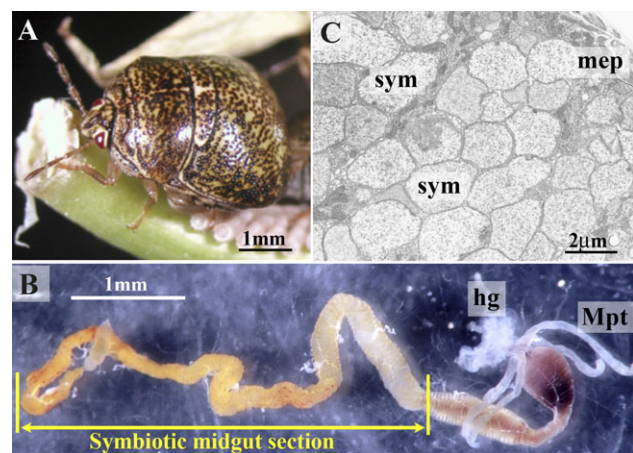 A
1mm
C
sym
mep
sym
2μm
B
1mm
hg
Mpt
Symbiotic midgut section